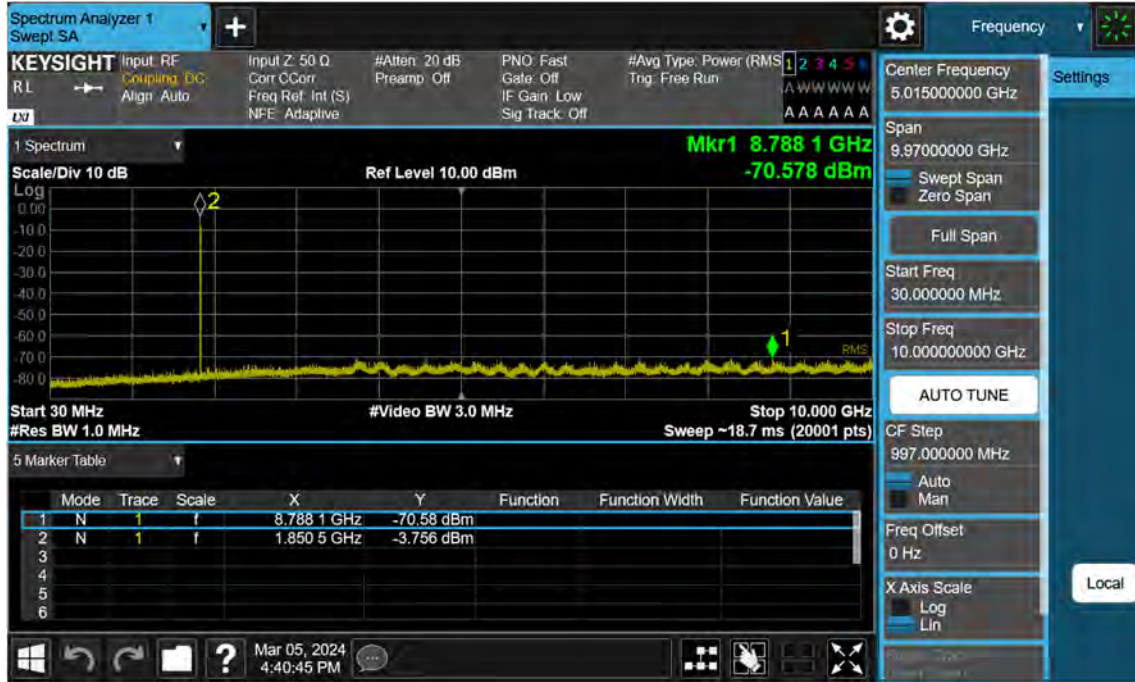 Spectrum Analyzer 1
Swept SA
+
Frequency
KEYSIGHT
R L
LXI
Input: RF
Coupling: DC
Align: Auto
Input Z: 50 Ω
Corr CCorr
Freq Ref: Int (S)
NFE: Adaptive
#Atten: 20 dB
Preamp: Off
PNO: Fast
Gate: Off
IF Gain: Low
Sig Track: Off
#Avg Type: Power (RMS
Trig: Free Run
1 2 3 4 5 6
A W W W W W
A A A A A A
1 Spectrum
Scale/Div 10 dB
Ref Level 10.00 dBm
Mkr1 8.788 1 GHz
-70.578 dBm
Log
0.00
-10.0
-20.0
-30.0
-40.0
-50.0
-60.0
-70.0
-80.0
2
1
RMS
Start 30 MHz
#Video BW 3.0 MHz
Stop 10.000 GHz
#Res BW 1.0 MHz
Sweep ~18.7 ms (20001 pts)
5 Marker Table
Mode Trace Scale X Y Function Function Width Function Value
1 N 1 f 8.788 1 GHz -70.58 dBm
2 N 1 f 1.850 5 GHz -3.756 dBm
3
4
5
6
?
Mar 05, 2024
4:40:45 PM
Center Frequency
5.015000000 GHz
Settings
Span
9.97000000 GHz
Swept Span
Zero Span
Full Span
Start Freq
30.000000 MHz
Stop Freq
10.000000000 GHz
AUTO TUNE
CF Step
997.000000 MHz
Auto
Man
Freq Offset
0 Hz
X Axis Scale
Log
Lin
Local